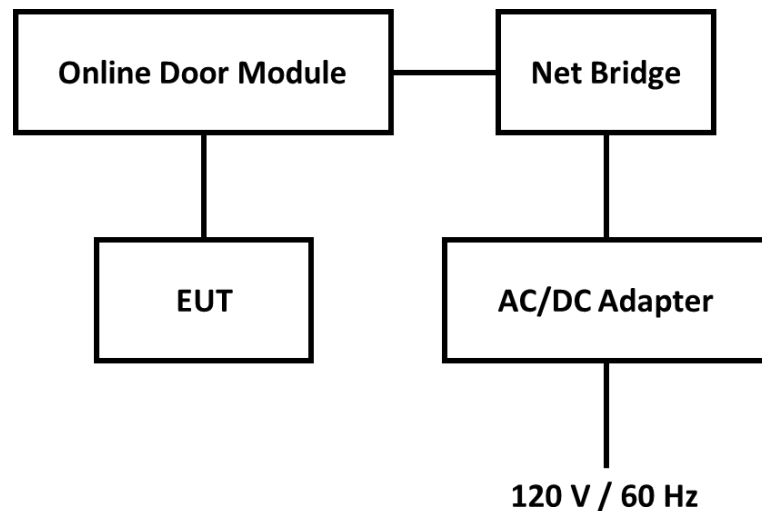 Online Door Module
Net Bridge
EUT
AC/DC Adapter
120 V / 60 Hz